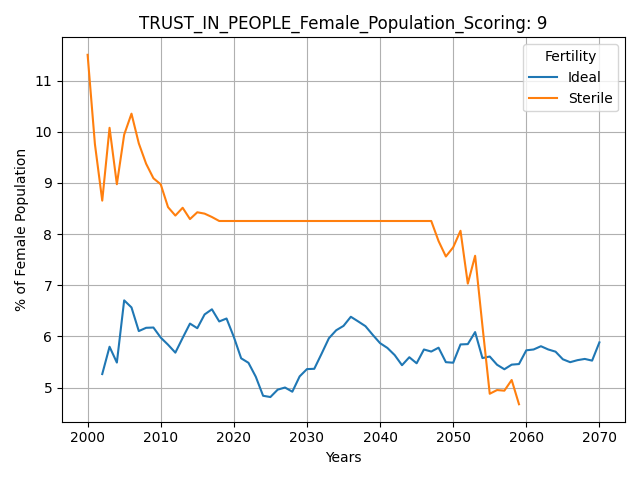 TRUST_IN_PEOPLE_Female_Population_Scoring: 9
Fertility
Ideal
Sterile
% of Female Population
11
10
9
8
7
6
5
2000 2010 2020 2030 2040 2050 2060 2070
Years